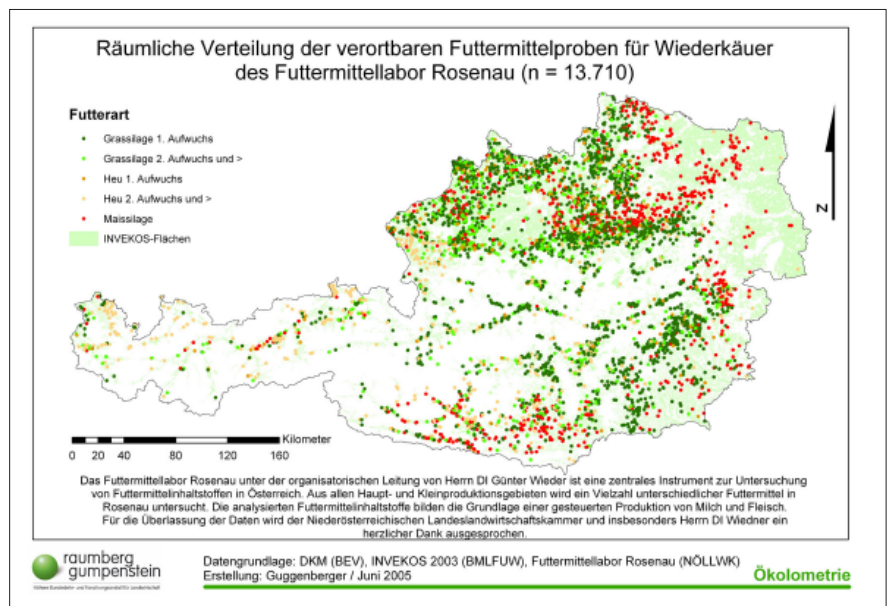 Räumliche Verteilung der verortbaren Futtermittelproben für Wiederkäuer
des Futtermittellabor Rosenau (n = 13.710)
Futterart
Grassilage 1. Aufwuchs
Grassilage 2. Aufwuchs und >
Heu 1. Aufwuchs
Heu 2. Aufwuchs und >
Maissilage
INVEKOS-Flächen
N
Kilometer
0 20 40 80 120 160
Das Futtermittellabor Rosenau unter der organisatorischen Leitung von Herrn DI Günter Wieder ist eine zentrales Instrument zur Untersuchung
von Futtermittelinhaltstoffen in Österreich. Aus allen Haupt- und Kleinproduktionsgebieten wird ein Vielzahl unterschiedlicher Futtermittel in
Rosenau untersucht. Die analysierten Futtermittelinhaltstoffe bilden die Grundlage einer gesteuerten Produktion von Milch und Fleisch.
Für die Überlassung der Daten wird der Niederösterreichischen Landeslandwirtschaftskammer und insbesonders Herrn DI Wiedner ein
herzlicher Dank ausgesprochen.
raumberg
gumpenstein
Datengrundlage: DKM (BEV), INVEKOS 2003 (BMLFUW), Futtermittellabor Rosenau (NÖLLWK)
Erstellung: Guggenberger / Juni 2005
Ökolometrie